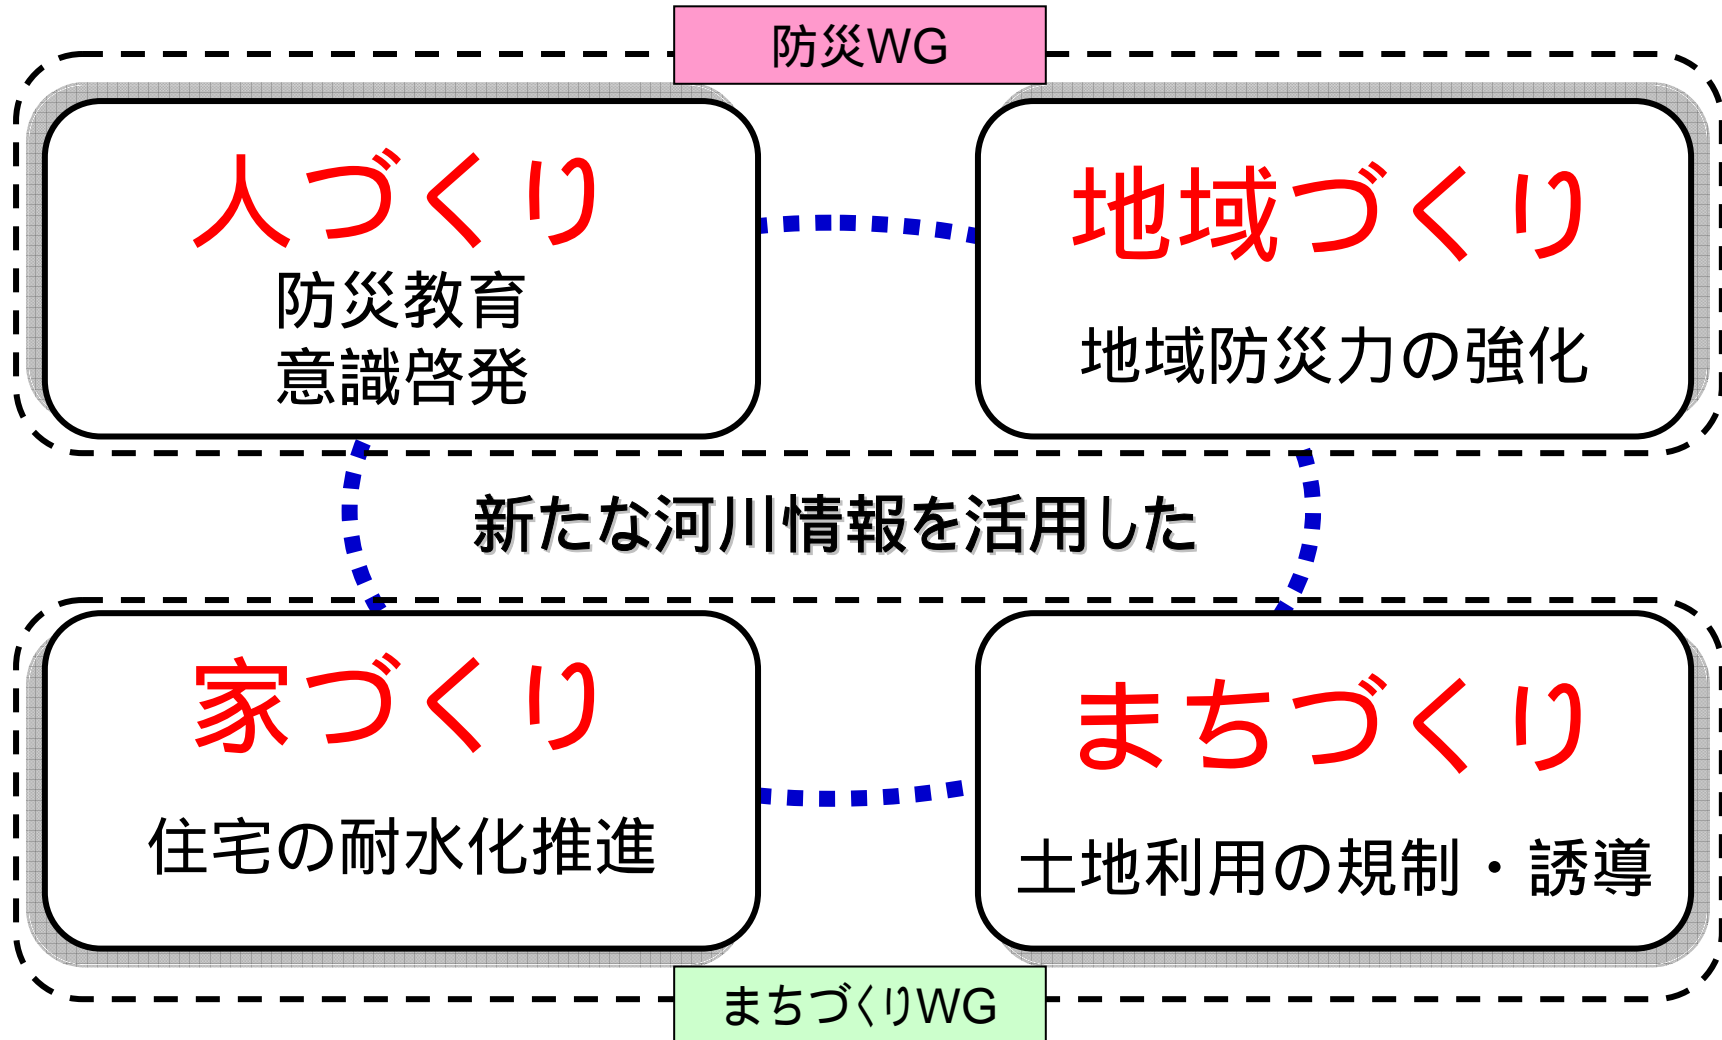 防災WG
人づくり
防災教育
意識啓発
地域づくり
地域防災力の強化
新たな河川情報を活用した
家づくり
住宅の耐水化推進
まちづくり
土地利用の規制・誘導
まちづくりWG